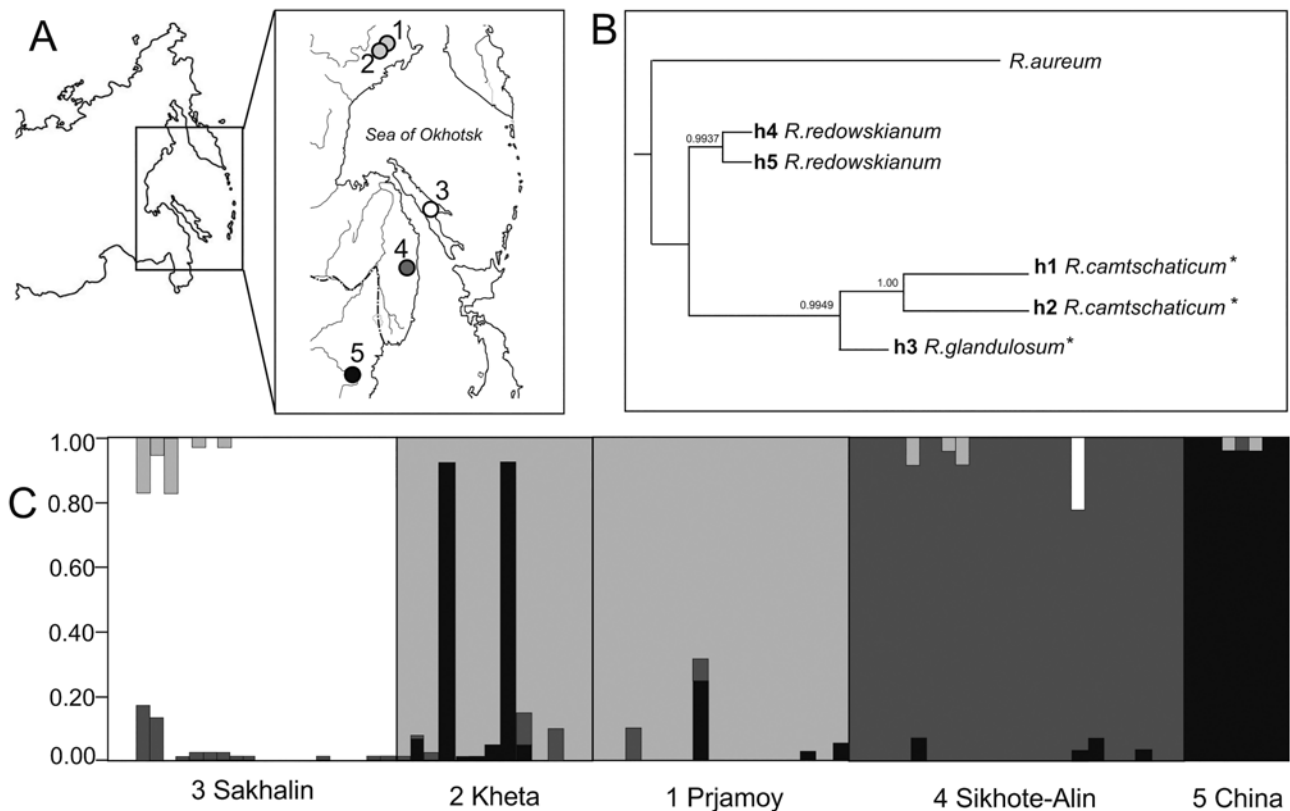 A
1
2
Sea of Okhotsk
3
4
5
B
R.aureum
0.9937
h4 R.redowskianum
h5 R.redowskianum
h1 R.camtschaticum*
1.00
h2 R.camtschaticum*
0.9949
h3 R.glandulosum*
C
1.00
0.80
0.60
0.40
0.20
0.00
3 Sakhalin 2 Kheta 1 Prjamoy 4 Sikhote-Alin 5 China